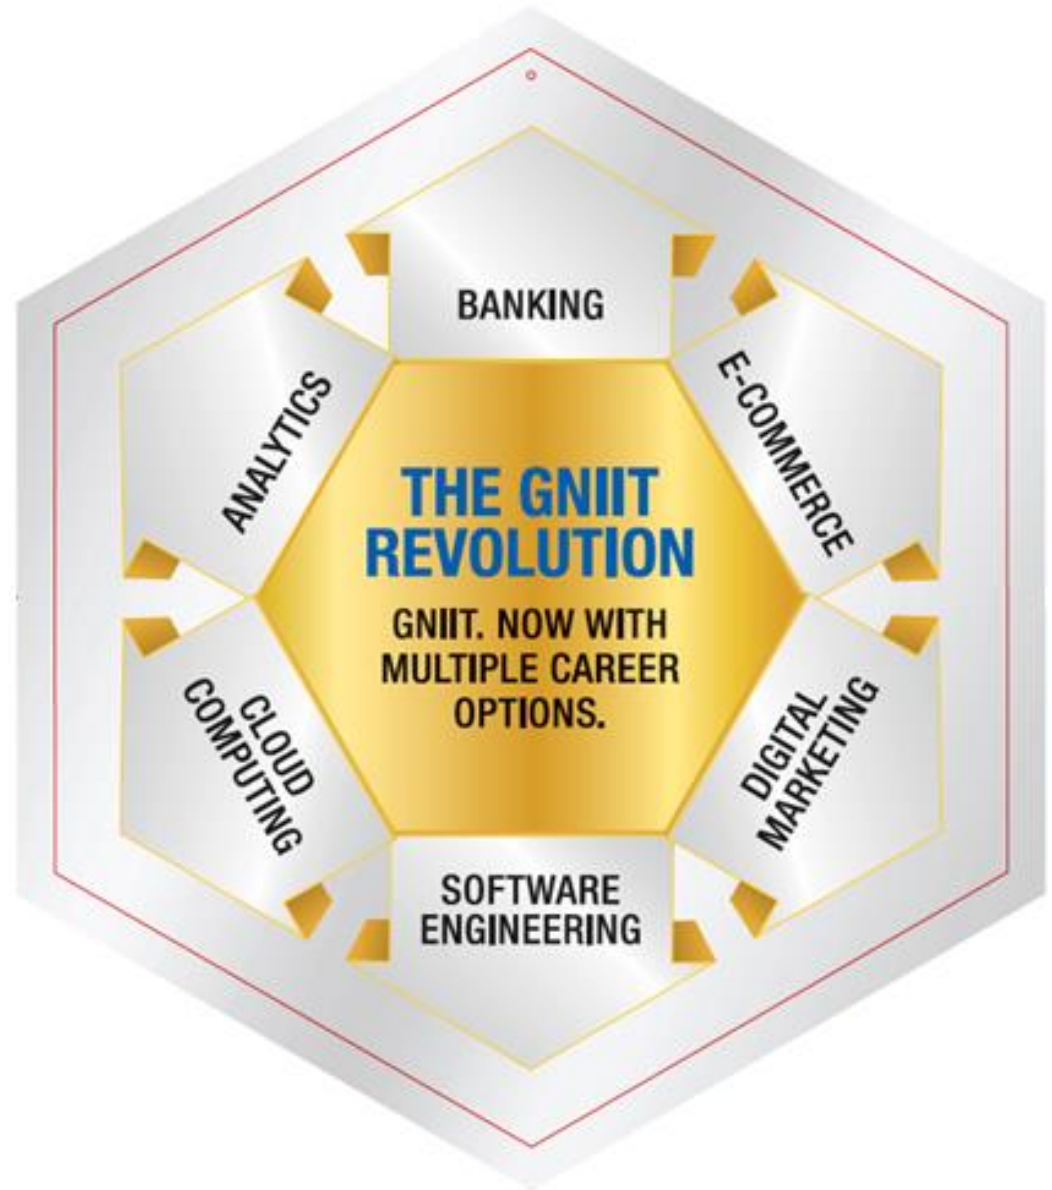 BANKING
E-COMMERCE
ANALYTICS
THE GNIIT
REVOLUTION
GNIIT. NOW WITH
MULTIPLE CAREER
OPTIONS.
CLOUD
COMPUTING
DIGITAL
MARKETING
SOFTWARE
ENGINEERING